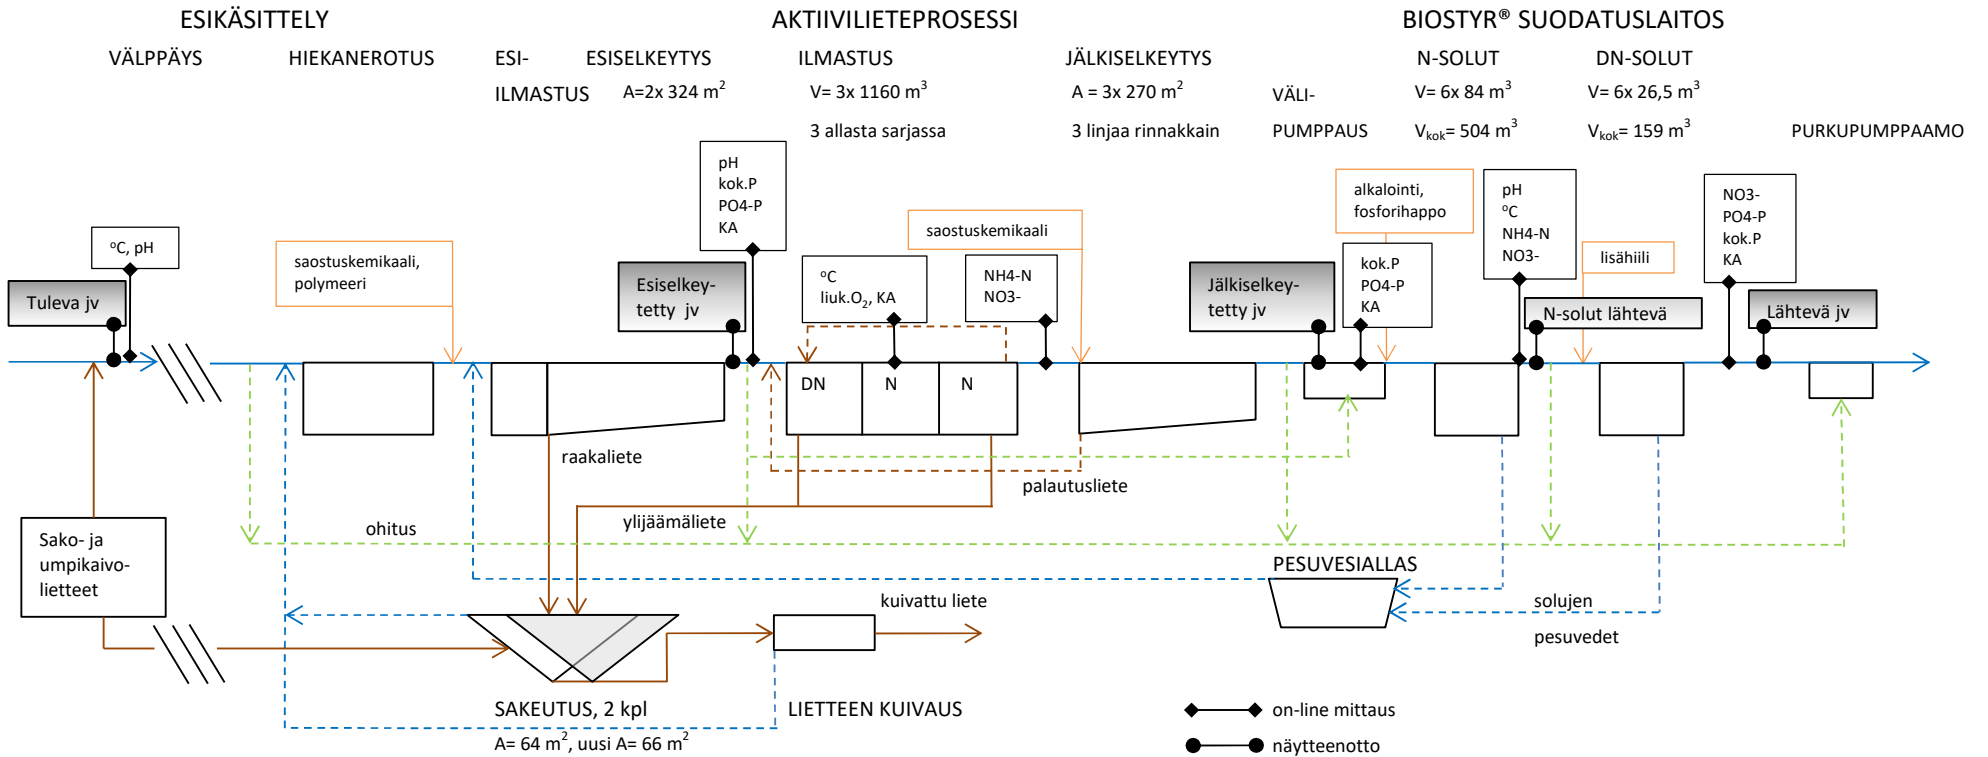 ESIKÄSITTELY
AKTIIVILIETEPROSESSI
BIOSTYR® SUODATUSLAITOS
VÄLPPÄYS
HIEKANEROTUS
ESI-
ILMASTUS
ESISELKEYTYS
A=2x 324 m²
ILMASTUS
V= 3x 1160 m³
3 allasta sarjassa
JÄLKISELKEYTYS
A = 3x 270 m²
3 linjaa rinnakkain
VÄLI-
PUMPPAUS
N-SOLUT
V= 6x 84 m³
Vkok= 504 m³
DN-SOLUT
V= 6x 26,5 m³
Vkok= 159 m³
PURKUPUMPPAAMO
Tuleva jv
°C, pH
saostuskemikaali,
polymeeri
Esiselkey-
tetty jv
pH
kok.P
PO4-P
KA
°C
liuk.O₂, KA
saostuskemikaali
NH4-N
NO3-
Jälkiselkey-
tetty jv
alkalointi,
fosforihappo
kok.P
PO4-P
KA
pH
°C
NH4-N
NO3-
N-solut lähtevä
lisähiili
NO3-
PO4-P
kok.P
KA
Lähtevä jv
DN
N
N
raakaliete
palautusliete
ylijäämäliete
ohitus
Sako- ja
umpikaivo-
lietteet
PESUVESIALLAS
kuivattu liete
solujen
pesuvedet
SAKEUTUS, 2 kpl
A= 64 m², uusi A= 66 m²
LIETTEEN KUIVAUS
on-line mittaus
näytteenotto